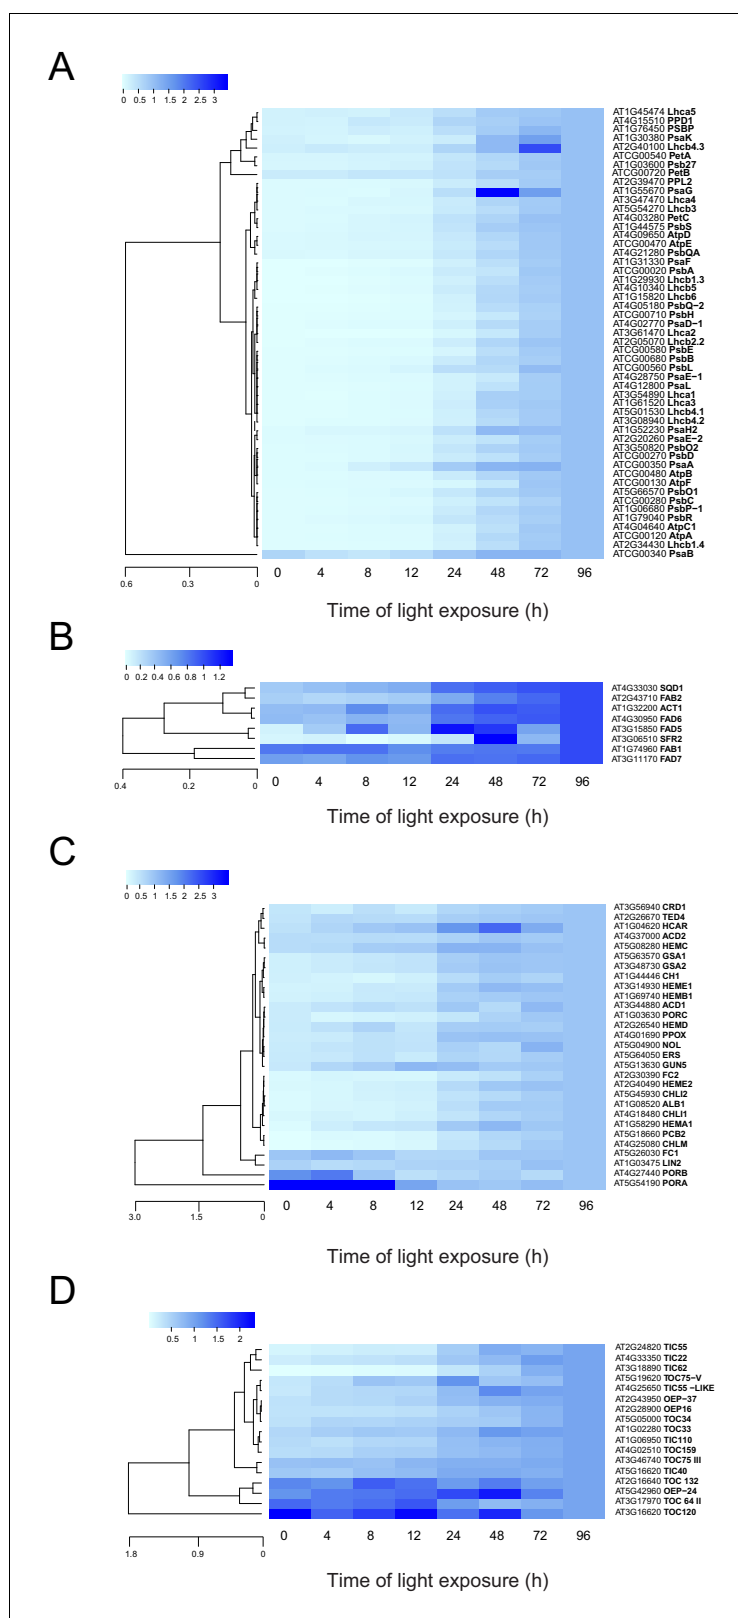 A
0 0.5 1 1.5 2 2.5 3
AT1G45474 Lhca5
AT4G15510 PPD1
AT1G76450 PSBP
AT1G30380 PsaK
AT2G40100 Lhcb4.3
ATCG00540 PetA
AT1G03600 Psb27
ATCG00720 PetB
AT2G39470 PPL2
AT1G55670 PsaG
AT3G47470 Lhca4
AT5G54270 Lhcb3
AT4G03280 PetC
AT1G44575 PsbS
AT4G09650 AtpD
ATCG00470 AtpE
AT4G21280 PsbQA
AT1G31330 PsaF
ATCG00020 PsbA
AT1G29930 Lhcb1.3
AT4G10340 Lhcb5
AT1G15820 Lhcb6
AT4G05180 PsbQ−2
ATCG00710 PsbH
AT4G02770 PsaD−1
AT3G61470 Lhca2
AT2G05070 Lhcb2.2
ATCG00580 PsbE
ATCG00680 PsbB
ATCG00560 PsbL
AT4G28750 PsaE−1
AT4G12800 PsaL
AT3G54890 Lhca1
AT1G61520 Lhca3
AT5G01530 Lhcb4.1
AT3G08940 Lhcb4.2
AT1G52230 PsaH2
AT2G20260 PsaE−2
AT3G50820 PsbO2
ATCG00270 PsbD
ATCG00350 PsaA
ATCG00480 AtpB
ATCG00130 AtpF
AT5G66570 PsbO1
ATCG00280 PsbC
AT1G06680 PsbP−1
AT1G79040 PsbR
AT4G04640 AtpC1
ATCG00120 AtpA
AT2G34430 Lhcb1.4
ATCG00340 PsaB
0.6 0.3 0
0 4 8 12 24 48 72 96
Time of light exposure (h)
B
0 0.2 0.4 0.6 0.8 1 1.2
AT4G33030 SQD1
AT2G43710 FAB2
AT1G32200 ACT1
AT4G30950 FAD6
AT3G15850 FAD5
AT3G06510 SFR2
AT1G74960 FAB1
AT3G11170 FAD7
0.4 0.2 0
0 4 8 12 24 48 72 96
Time of light exposure (h)
C
0 0.5 1 1.5 2 2.5 3
AT3G56940 CRD1
AT2G26670 TED4
AT1G04620 HCAR
AT4G37000 ACD2
AT5G08280 HEMC
AT5G63570 GSA1
AT3G48730 GSA2
AT1G44446 CH1
AT3G14930 HEME1
AT1G69740 HEMB1
AT3G44880 ACD1
AT1G03630 PORC
AT2G26540 HEMD
AT4G01690 PPOX
AT5G04900 NOL
AT5G64050 ERS
AT5G13630 GUN5
AT2G30390 FC2
AT2G40490 HEME2
AT5G45930 CHLI2
AT1G08520 ALB1
AT4G18480 CHLI1
AT1G58290 HEMA1
AT5G18660 PCB2
AT4G25080 CHLM
AT5G26030 FC1
AT1G03475 LIN2
AT4G27440 PORB
AT5G54190 PORA
3.0 1.5 0
0 4 8 12 24 48 72 96
Time of light exposure (h)
D
0.5 1 1.5 2
AT2G24820 TIC55
AT4G33350 TIC22
AT3G18890 TIC62
AT5G19620 TOC75−V
AT4G25650 TIC55 −LIKE
AT2G43950 OEP−37
AT2G28900 OEP16
AT5G05000 TOC34
AT1G02280 TOC33
AT1G06950 TIC110
AT4G02510 TOC159
AT3G46740 TOC75 III
AT5G16620 TIC40
AT2G16640 TOC 132
AT5G42960 OEP−24
AT3G17970 TOC 64 II
AT3G16620 TOC120
1.8 0.9 0
0 4 8 12 24 48 72 96
Time of light exposure (h)